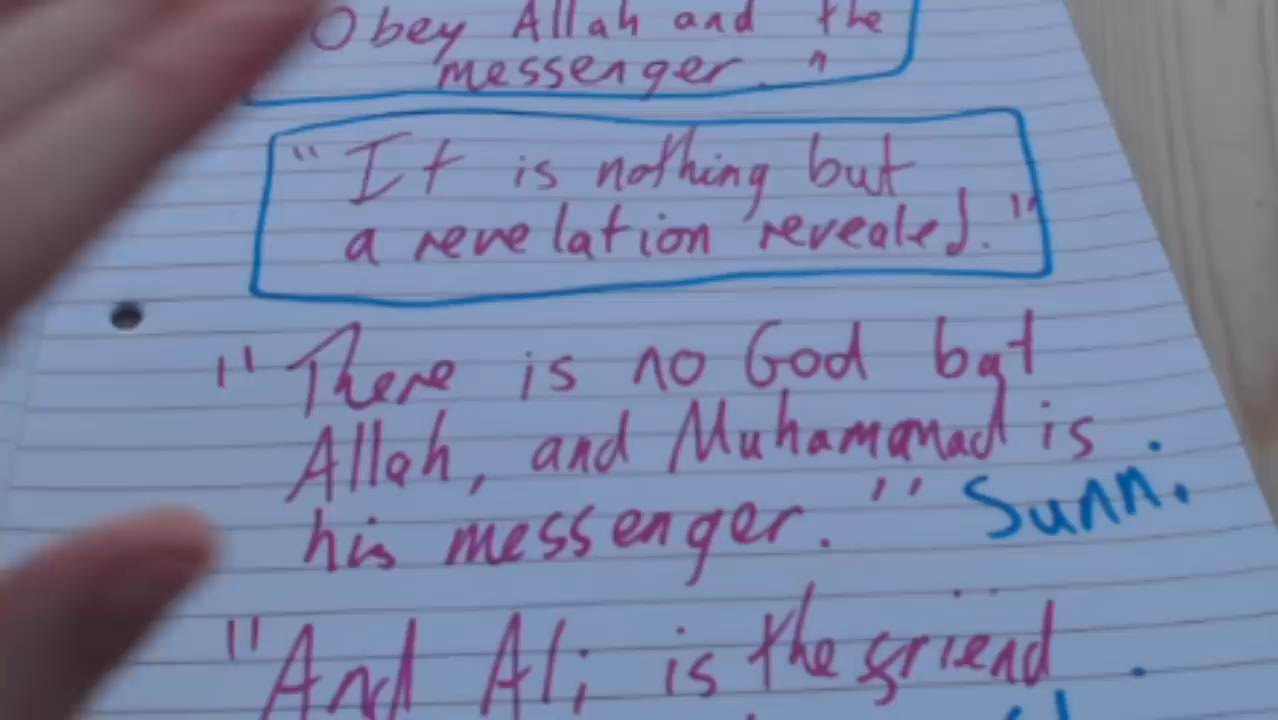 Obey Allah and the
messenger."
"It is nothing but
a revelation revealed."
"There is no God but
Allah, and Muhammad is
his messenger." Sunni
"And Ali is the friend